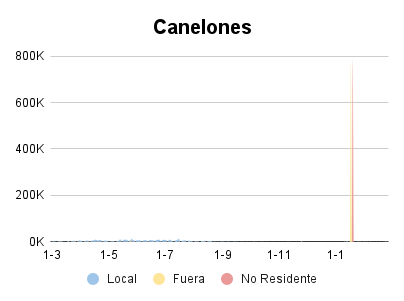 Canelones
800K
600K
400K
200K
0K
1-3 1-5 1-7 1-9 1-11 1-1
Local Fuera No Residente